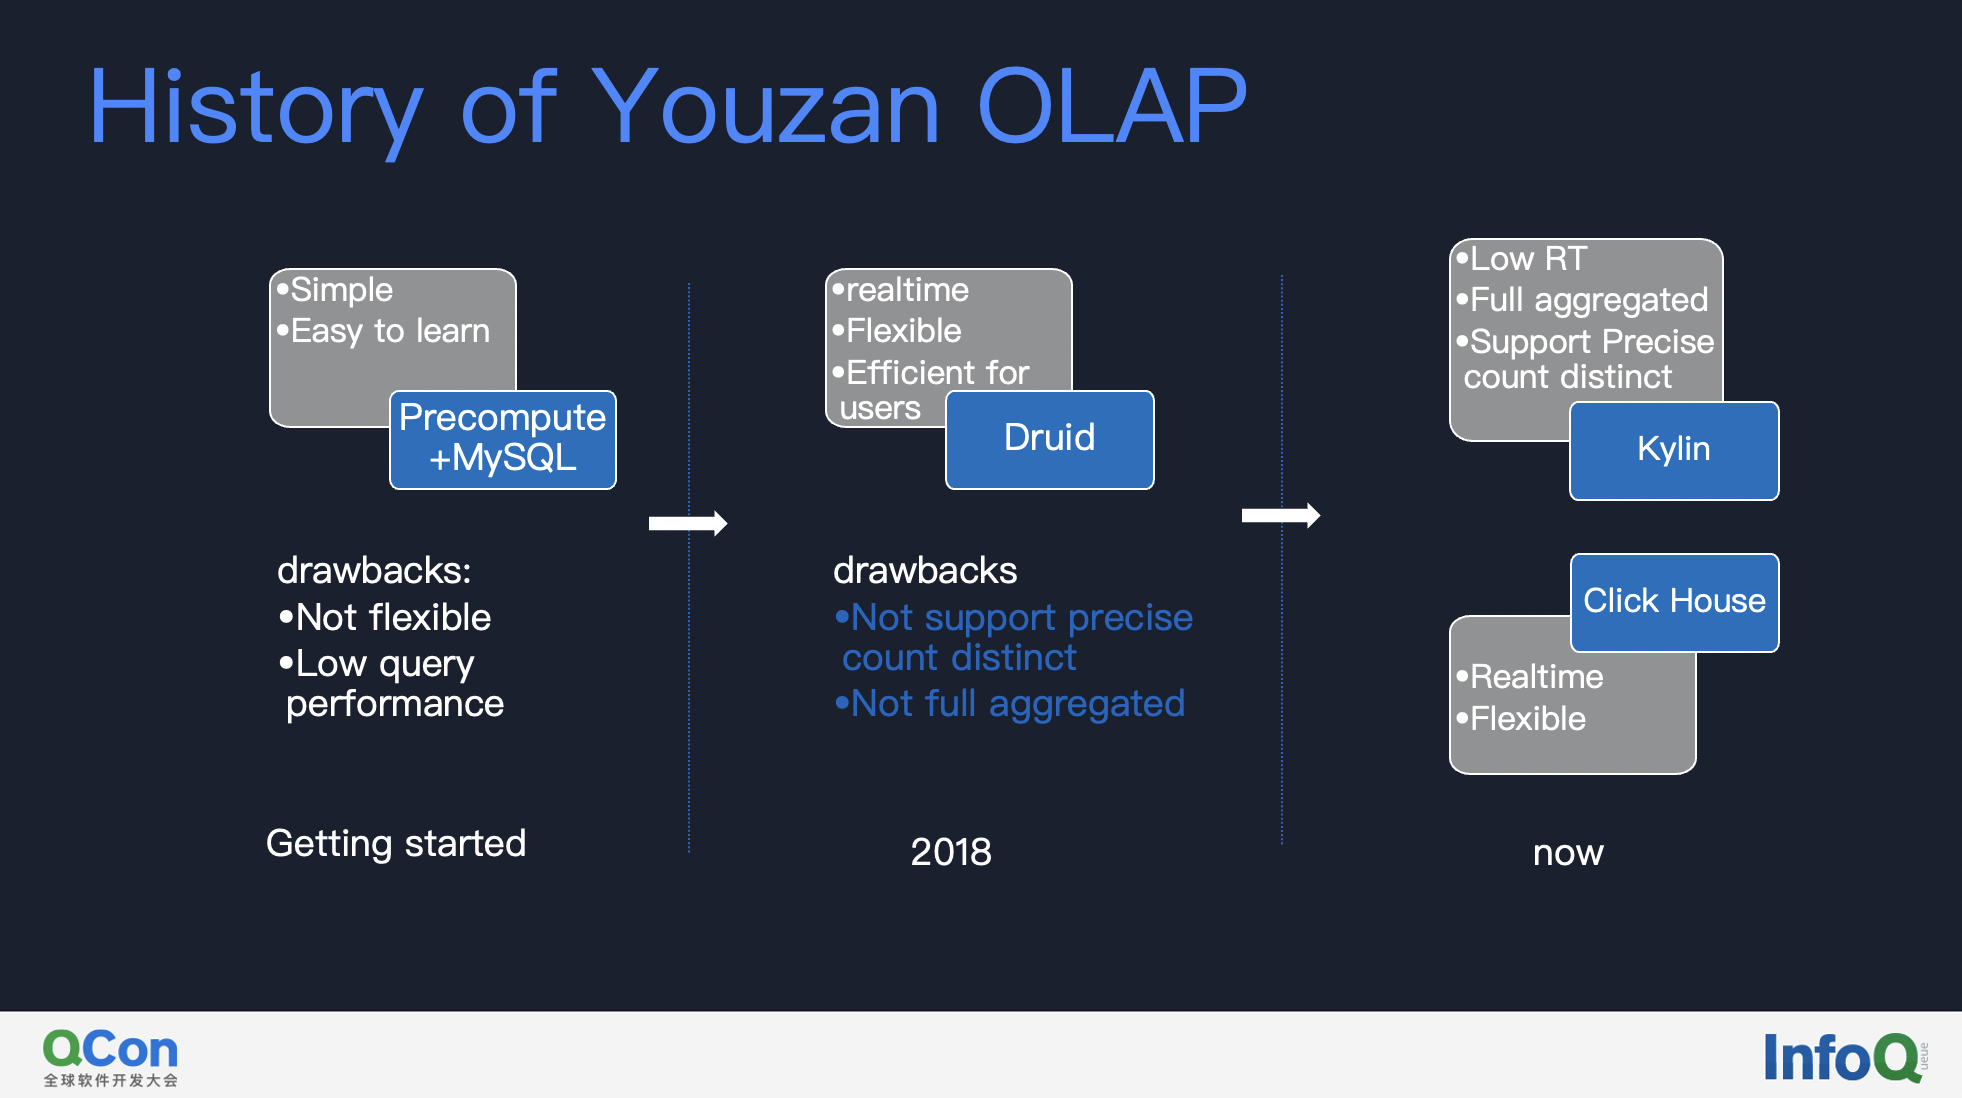 History of Youzan OLAP
•Simple
•Easy to learn
Precompute
+MySQL
drawbacks:
•Not flexible
•Low query
performance
Getting started
•realtime
•Flexible
•Efficient for
users
Druid
drawbacks
•Not support precise
count distinct
•Not full aggregated
2018
•Low RT
•Full aggregated
•Support Precise
count distinct
Kylin
Click House
•Realtime
•Flexible
now
QCon
全球软件开发大会
InfoQ
ueue